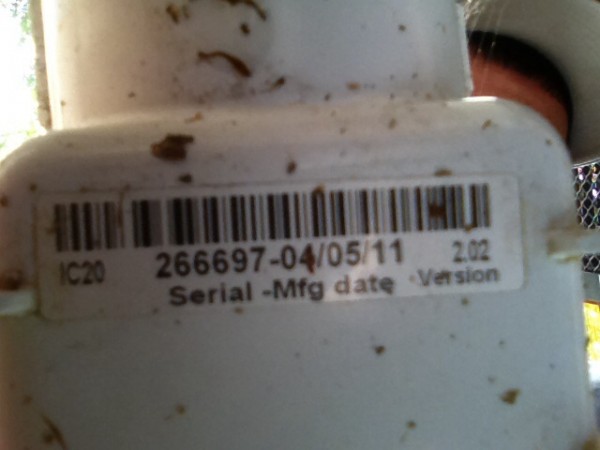 IC20 266697-04/05/11 2.02
Serial -Mfg date Version